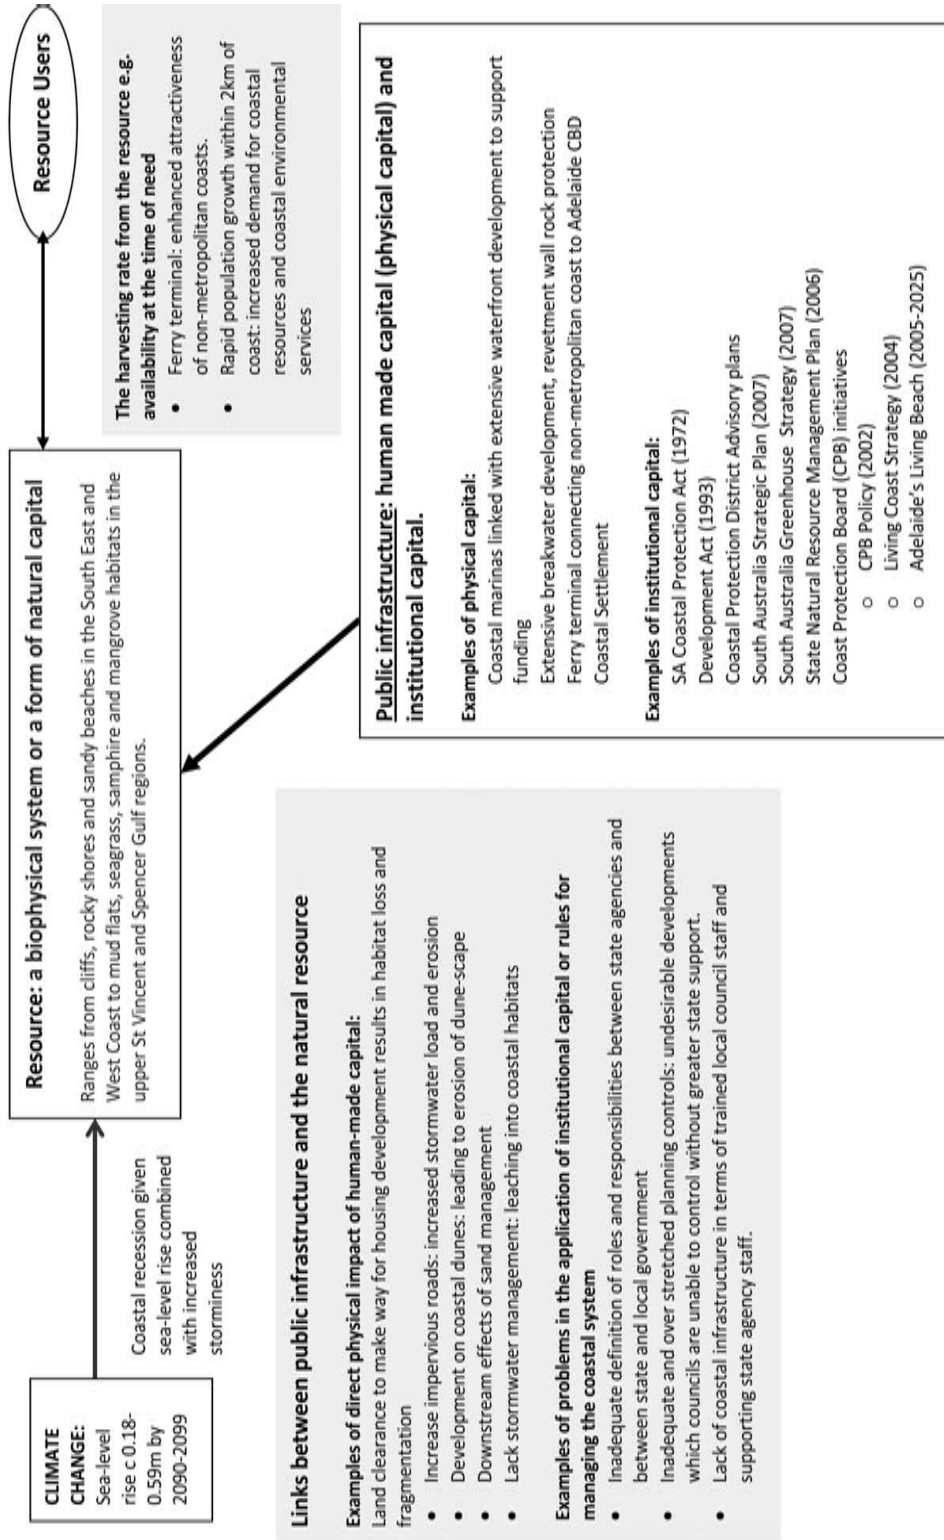 CLIMATE
CHANGE:
Sea-level
rise c 0.18-
0.59m by
2090-2099
Coastal recession given
sea-level rise combined
with increased
storminess
Resource: a biophysical system or a form of natural capital
Ranges from cliffs, rocky shores and sandy beaches in the South East and
West Coast to mud flats, seagrass, samphire and mangrove habitats in the
upper St Vincent and Spencer Gulf regions.
Resource Users
The harvesting rate from the resource e.g.
availability at the time of need
• Ferry terminal: enhanced attractiveness
of non-metropolitan coasts.
• Rapid population growth within 2km of
coast: increased demand for coastal
resources and coastal environmental
services
Links between public infrastructure and the natural resource
Examples of direct physical impact of human-made capital:
Land clearance to make way for housing development results in habitat loss and
fragmentation
• Increase impervious roads: increased stormwater load and erosion
• Development on coastal dunes: leading to erosion of dune-scape
• Downstream effects of sand management
• Lack stormwater management: leaching into coastal habitats
Examples of problems in the application of institutional capital or rules for
managing the coastal system
• Inadequate definition of roles and responsibilities between state agencies and
between state and local government
• Inadequate and over stretched planning controls: undesirable developments
which councils are unable to control without greater state support.
• Lack of coastal infrastructure in terms of trained local council staff and
supporting state agency staff.
Public infrastructure: human made capital (physical capital) and
institutional capital.
Examples of physical capital:
Coastal marinas linked with extensive waterfront development to support
funding
Extensive breakwater development, revetment wall rock protection
Ferry terminal connecting non-metropolitan coast to Adelaide CBD
Coastal Settlement
Examples of institutional capital:
SA Coastal Protection Act (1972)
Development Act (1993)
Coastal Protection District Advisory plans
South Australia Strategic Plan (2007)
South Australia Greenhouse Strategy (2007)
State Natural Resource Management Plan (2006)
Coast Protection Board (CPB) initiatives
○ CPB Policy (2002)
○ Living Coast Strategy (2004)
○ Adelaide's Living Beach (2005-2025)